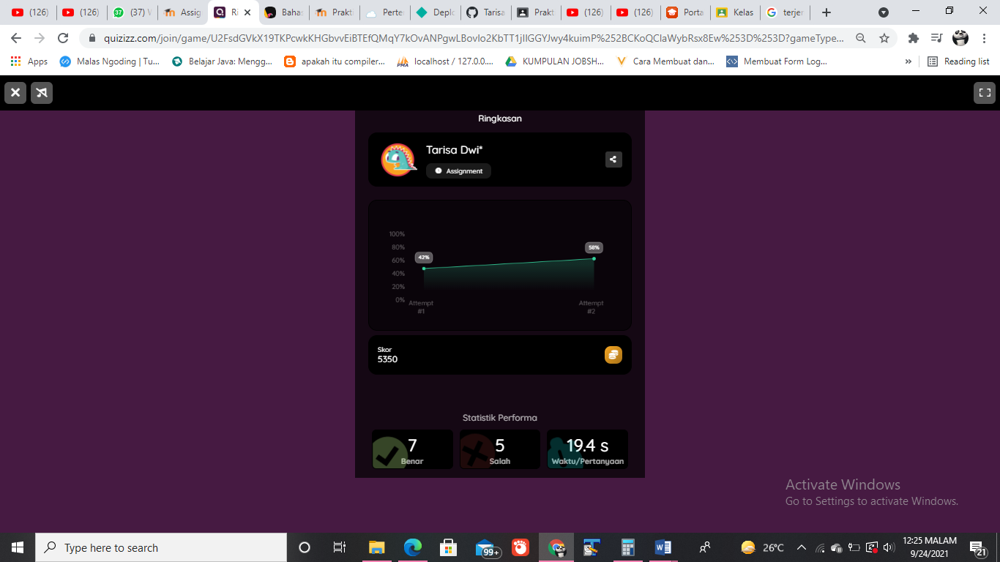 (126)
(126)
(37) W
Assig
Ri
Bahas
Prakti
Perte
Deplo
Tarisa
Prakt
(126)
(126)
Porta
Kelas
terjer
quizizz.com/join/game/U2FsdGVkX19TKPcwkKHGbvvEiBTEfQMqY7kOvANPgwLBovIo2KbTT1jIIGGYJwy4kuimP%252BCKoQClaWybRsx8Ew%253D%253D?gameType...
Apps
Malas Ngoding | Tu...
Belajar Java: Mengg...
apakah itu compiler...
localhost / 127.0.0....
KUMPULAN JOBSH...
Cara Membuat dan...
Membuat Form Log...
»
Reading list
Ringkasan
Tarisa Dwi*
Assignment
100%
80%
60%
40%
20%
0%
42%
58%
Attempt
#1
Attempt
#2
Skor
5350
Statistik Performa
7
Benar
5
Salah
19.4 s
Waktu/Pertanyaan
Activate Windows
Go to Settings to activate Windows.
Type here to search
99+
26°C
12:25 MALAM
9/24/2021
21